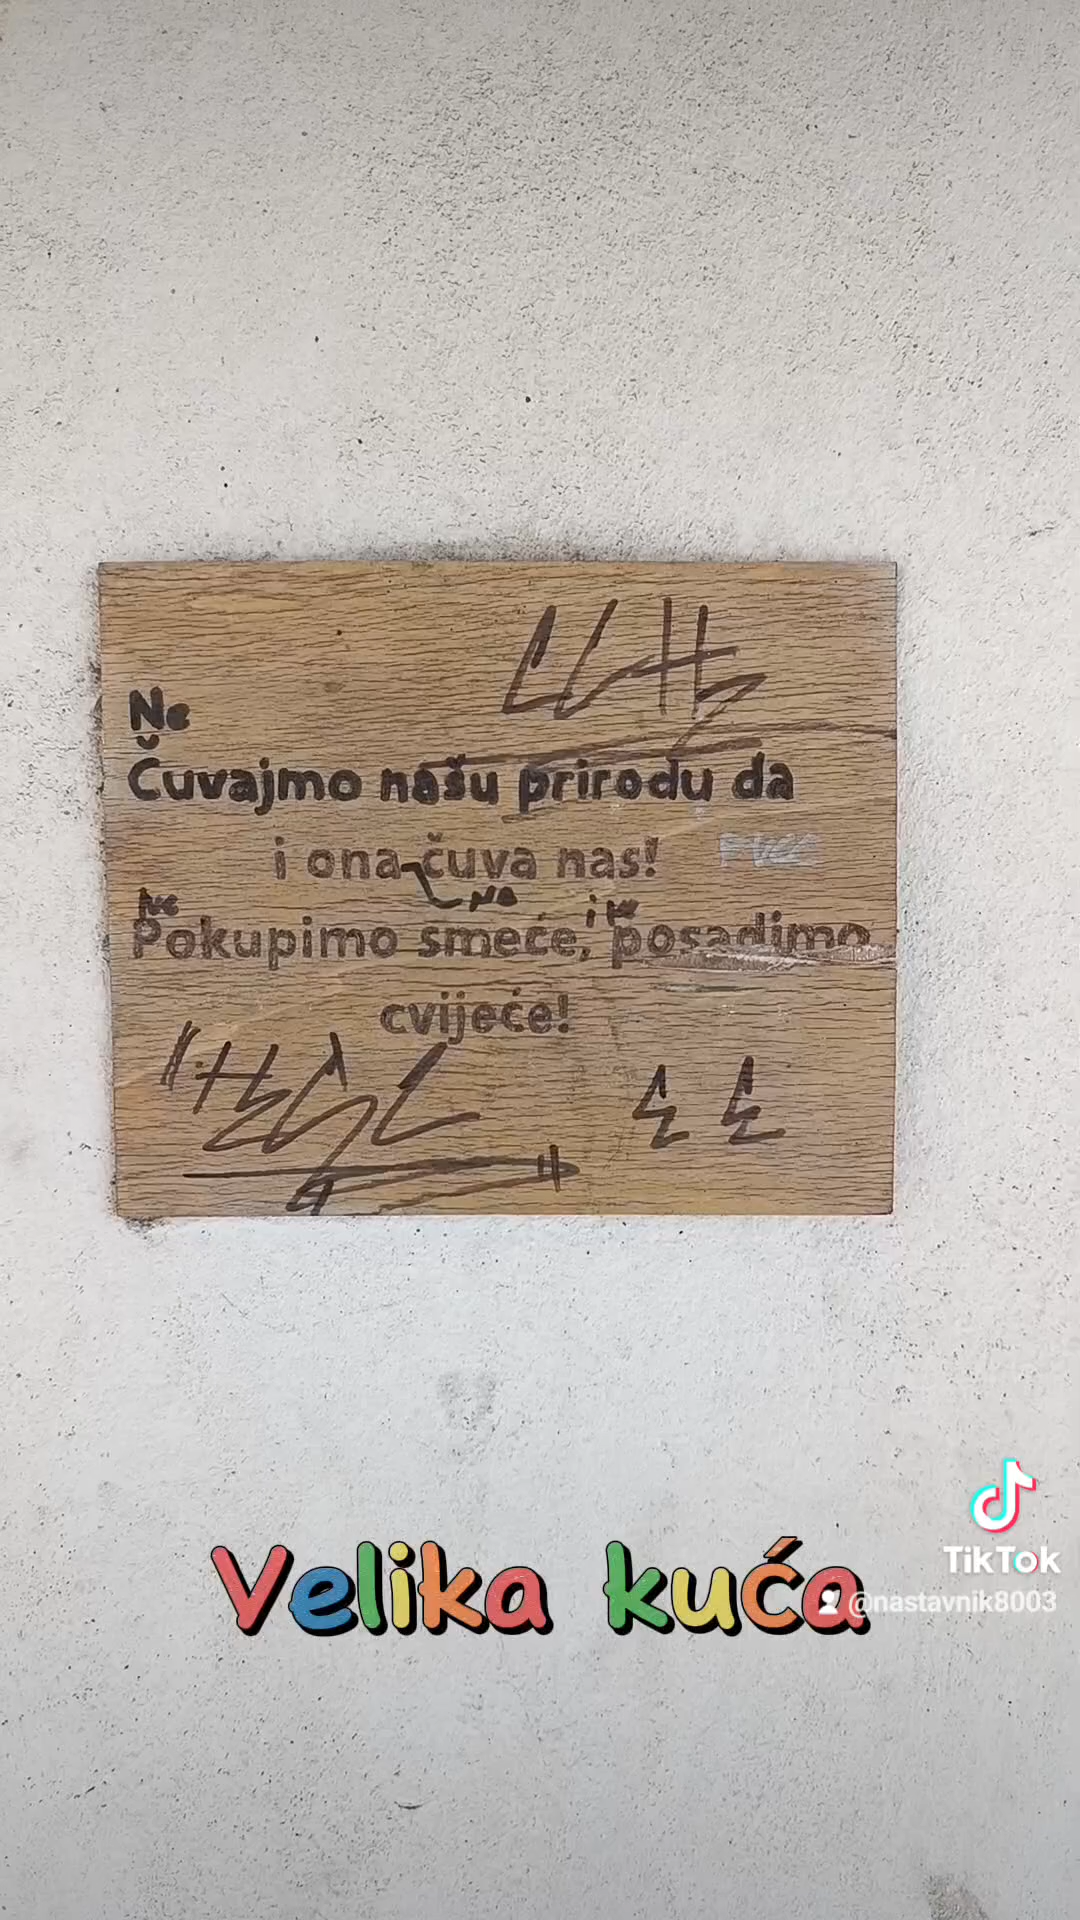 Ne
Čuvajmo našu prirodu da
i ona čuva nas!
ne
Ne i ne
Pokupimo smeće, posadimo
cvijeće!
Velika kuća
TikTok
@nastavnik8003